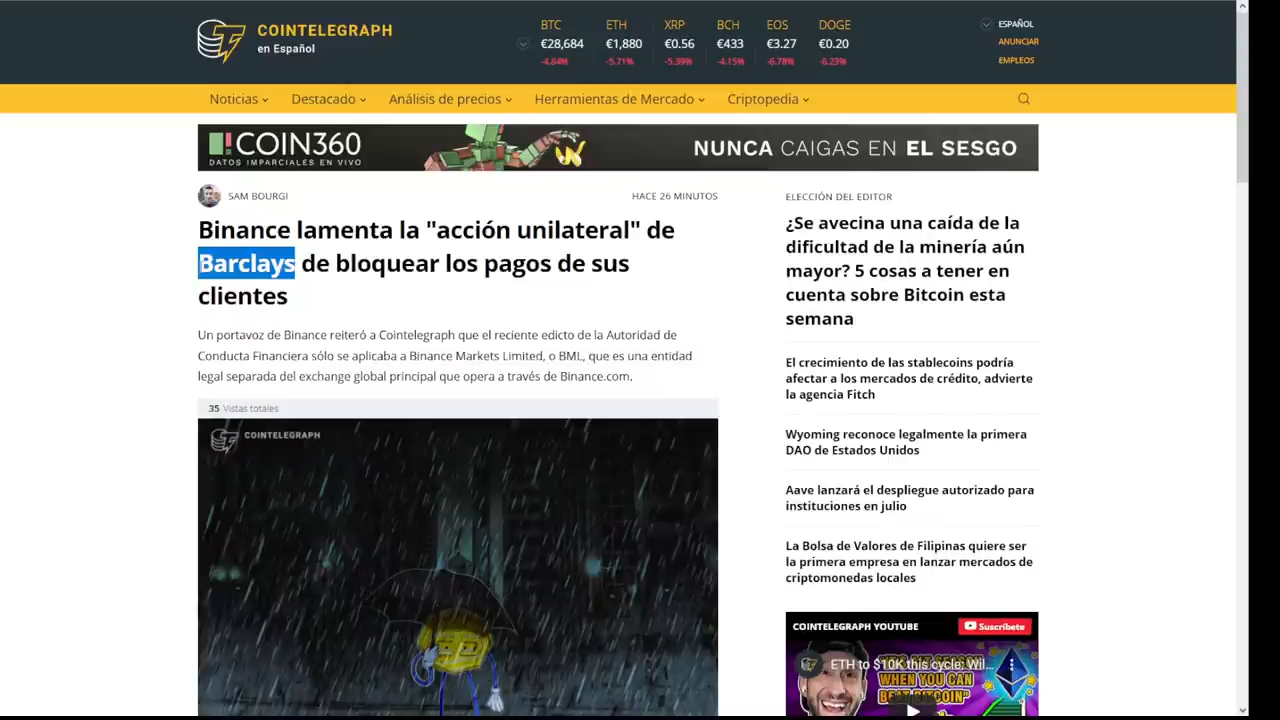 COINTELEGRAPH
en Español
BTC ETH XRP BCH EOS DOGE
€28,684 €1,880 €0.56 €433 €3.27 €0.20
-4.64% -5.71% -5.39% -4.15% -6.78% -6.23%
ESPAÑOL
ANUNCIAR
EMPLEOS
Noticias Destacado Análisis de precios Herramientas de Mercado Criptopedia
COIN360
DATOS IMPARCIALES EN VIVO
NUNCA CAIGAS EN EL SESGO
SAM BOURGI HACE 26 MINUTOS
Binance lamenta la "acción unilateral" de
Barclays de bloquear los pagos de sus
clientes
Un portavoz de Binance reiteró a Cointelegraph que el reciente edicto de la Autoridad de
Conducta Financiera sólo se aplicaba a Binance Markets Limited, o BML, que es una entidad
legal separada del exchange global principal que opera a través de Binance.com.
35 Vistas totales
COINTELEGRAPH
ELECCIÓN DEL EDITOR
¿Se avecina una caída de la
dificultad de la minería aún
mayor? 5 cosas a tener en
cuenta sobre Bitcoin esta
semana
El crecimiento de las stablecoins podría
afectar a los mercados de crédito, advierte
la agencia Fitch
Wyoming reconoce legalmente la primera
DAO de Estados Unidos
Aave lanzará el despliegue autorizado para
instituciones en julio
La Bolsa de Valores de Filipinas quiere ser
la primera empresa en lanzar mercados de
criptomonedas locales
COINTELEGRAPH YOUTUBE Suscríbete
ETH to $10K this cycle: Wil...
WHEN YOU CAN
BEAT BITCOIN"